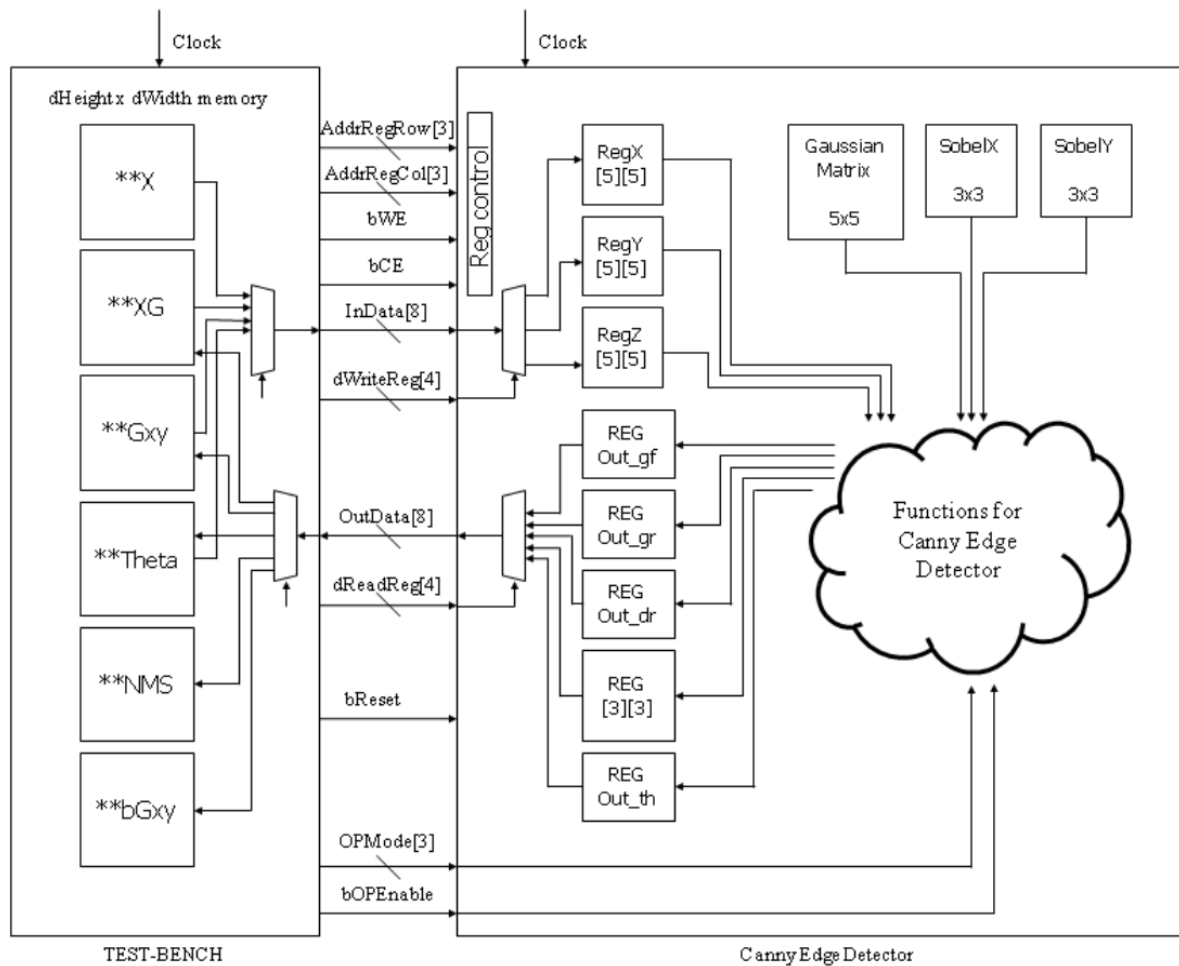 Clock
Clock
dHeight x dWidth memory
**X
**XG
**Gxy
**Theta
**NMS
**bGxy
TEST-BENCH
AddrRegRow[3]
AddrRegCol[3]
bWE
bCE
InData[8]
dWriteReg[4]
OutData[8]
dReadReg[4]
bReset
OPMode[3]
bOPEnable
Reg control
RegX
[5][5]
RegY
[5][5]
RegZ
[5][5]
REG
Out_gf
REG
Out_gr
REG
Out_dr
REG
[3][3]
REG
Out_th
Gaussian
Matrix
5x5
SobelX
3x3
SobelY
3x3
Functions for
Canny Edge
Detector
Canny Edge Detector